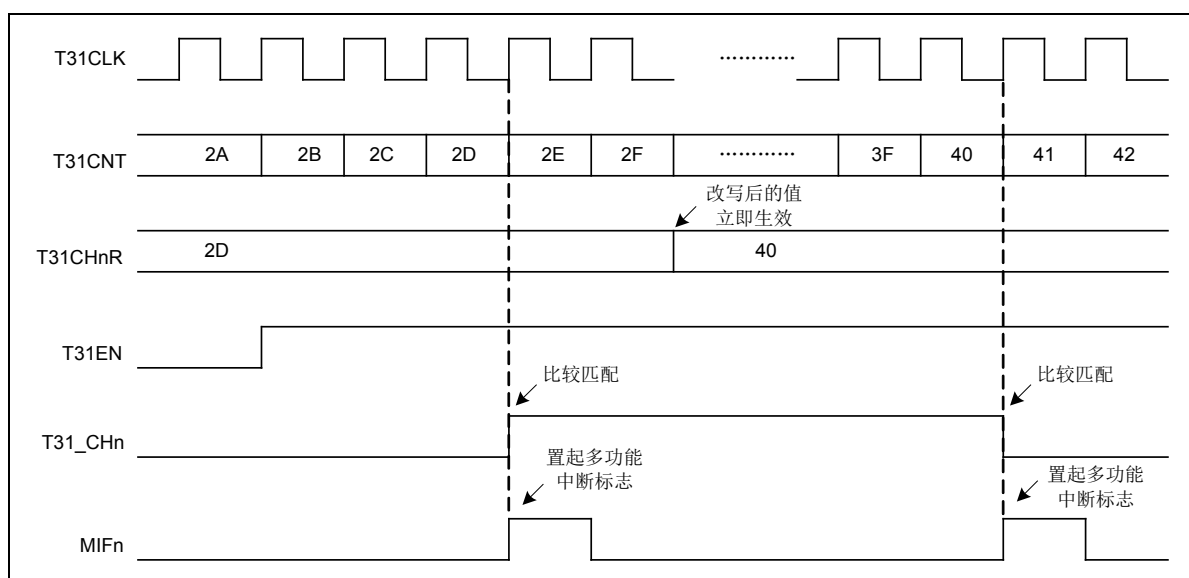 T31CLK
…………
T31CNT
2A 2B 2C 2D 2E 2F ………… 3F 40 41 42
改写后的值
立即生效
T31CHnR
2D 40
T31EN
比较匹配 比较匹配
T31_CHn
置起多功能
中断标志
置起多功能
中断标志
MIFn